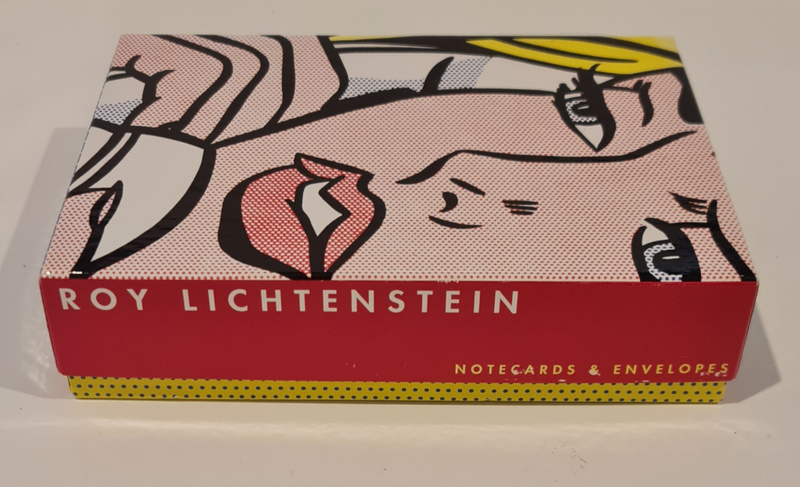 ROY LICHTENSTEIN
NOTECARDS & ENVELOPES